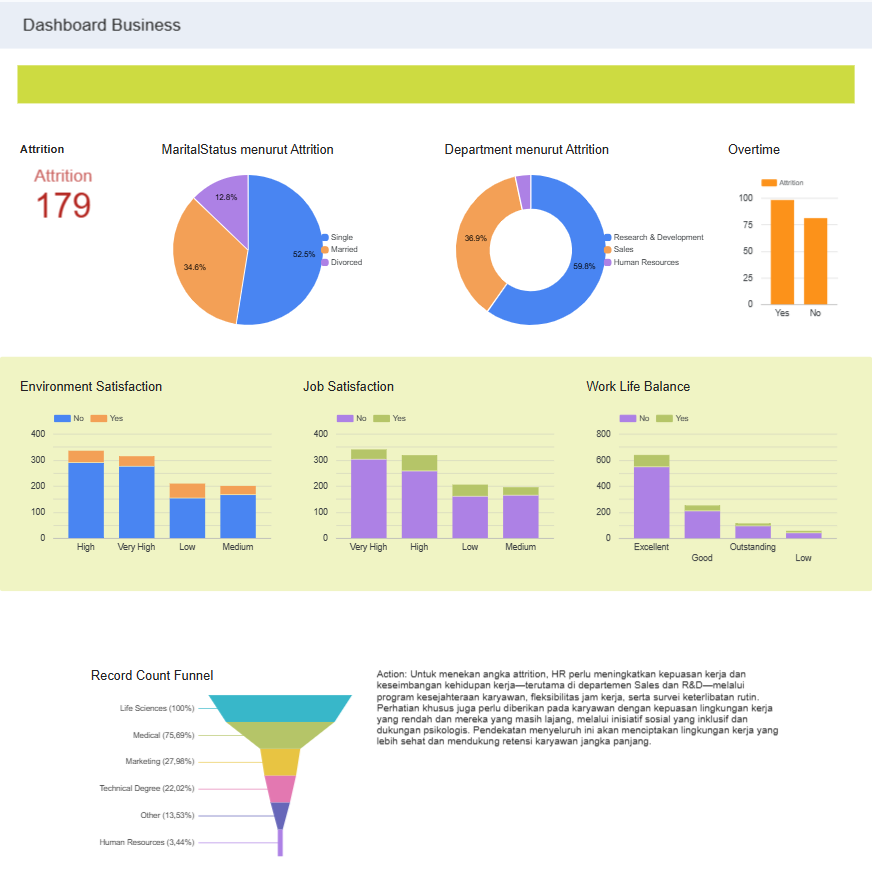 Dashboard Business
Attrition
Attrition
179
MaritalStatus menurut Attrition
12.8%
34.6%
52.5%
Single
Married
Divorced
Department menurut Attrition
36.9%
59.8%
Research & Development
Sales
Human Resources
Overtime
Attrition
100
75
50
25
0
Yes No
Environment Satisfaction
No Yes
400
300
200
100
0
High Very High Low Medium
Job Satisfaction
No Yes
400
300
200
100
0
Very High High Low Medium
Work Life Balance
No Yes
800
600
400
200
0
Excellent Outstanding
Good Low
Record Count Funnel
Life Sciences (100%)
Medical (75,69%)
Marketing (27,98%)
Technical Degree (22,02%)
Other (13,53%)
Human Resources (3,44%)
Action: Untuk menekan angka attrition, HR perlu meningkatkan kepuasan kerja dan
keseimbangan kehidupan kerja—terutama di departemen Sales dan R&D—melalui
program kesejahteraan karyawan, fleksibilitas jam kerja, serta survei keterlibatan rutin.
Perhatian khusus juga perlu diberikan pada karyawan dengan kepuasan lingkungan kerja
yang rendah dan mereka yang masih lajang, melalui inisiatif sosial yang inklusif dan
dukungan psikologis. Pendekatan menyeluruh ini akan menciptakan lingkungan kerja yang
lebih sehat dan mendukung retensi karyawan jangka panjang.